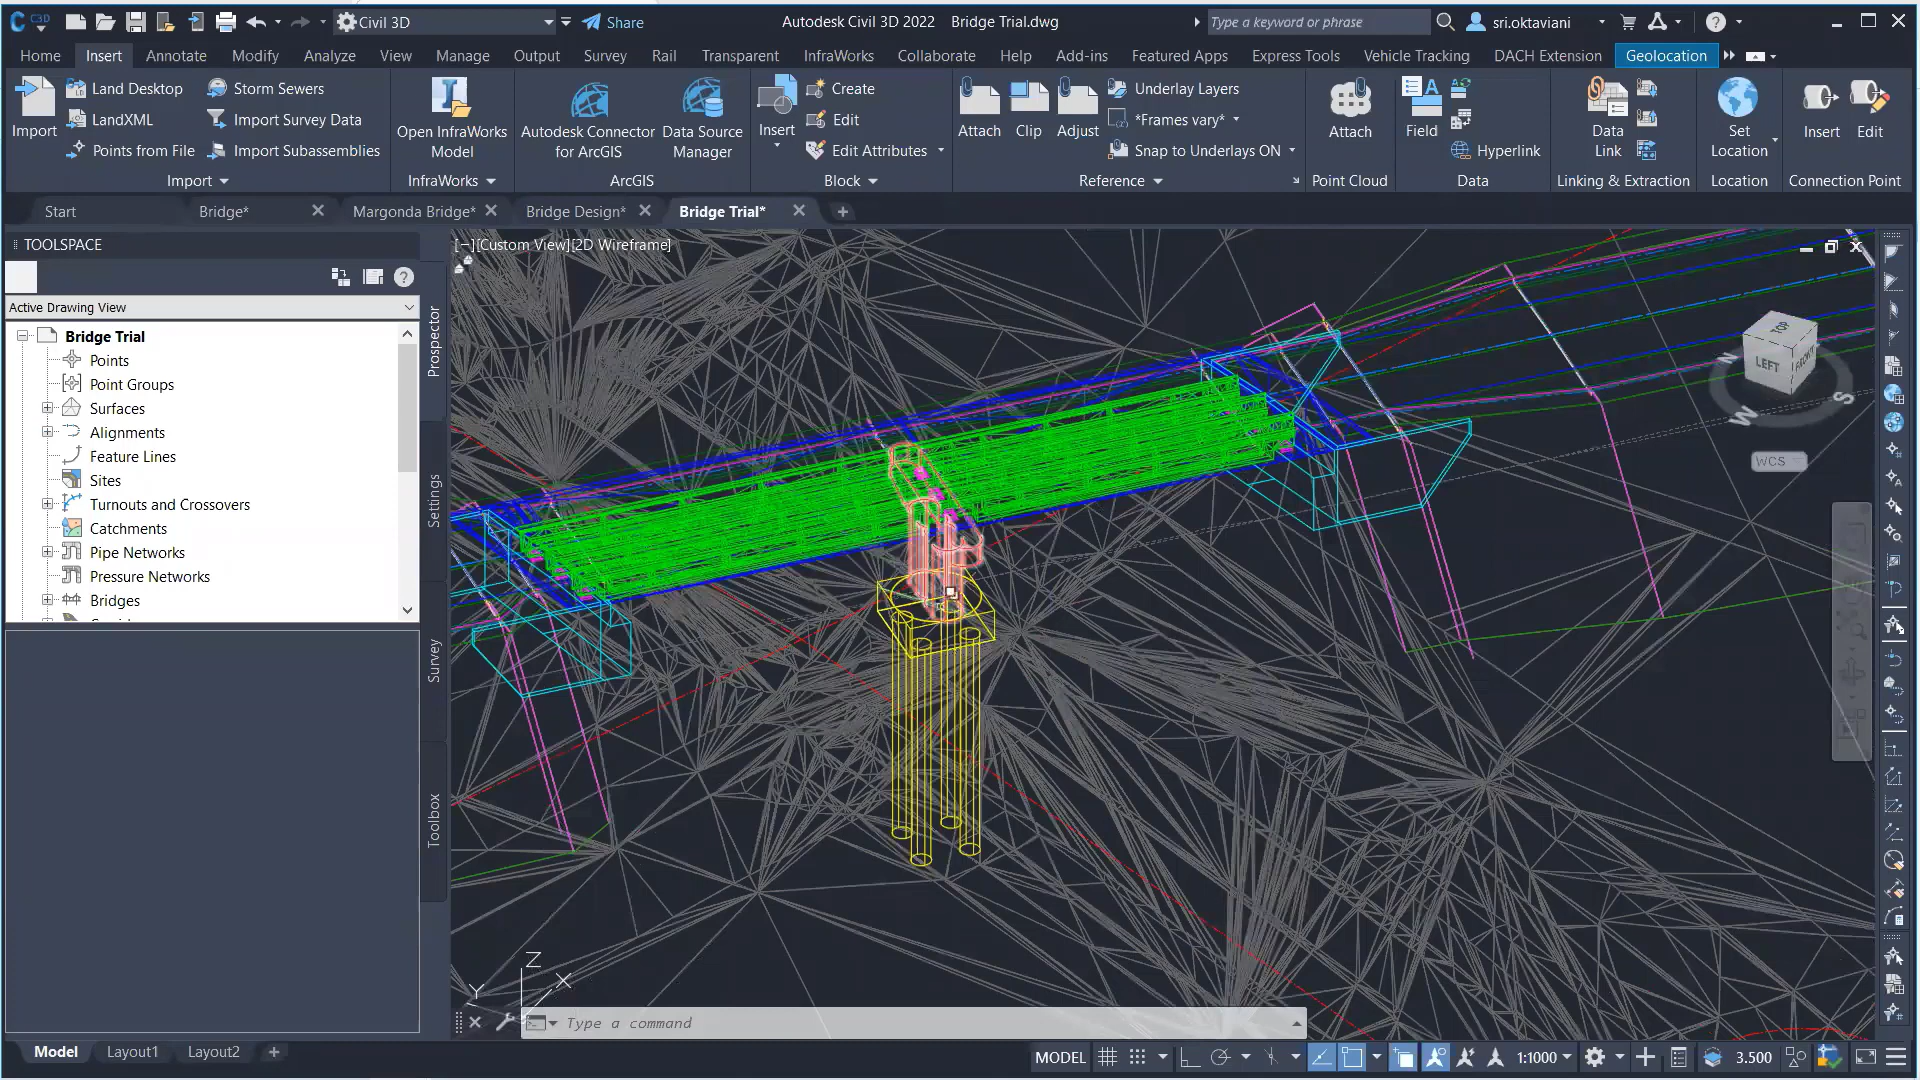 C3D Civil 3D Share Autodesk Civil 3D 2022 Bridge Trial.dwg Type a keyword or phrase sri.oktaviani
Home Insert Annotate Modify Analyze View Manage Output Survey Rail Transparent InfraWorks Collaborate Help Add-ins Featured Apps Express Tools Vehicle Tracking DACH Extension Geolocation
Import
Land Desktop
LandXML
Points from File
Storm Sewers
Import Survey Data
Import Subassemblies
Import
Open InfraWorks
Model
InfraWorks
Autodesk Connector
for ArcGIS
Data Source
Manager
ArcGIS
Insert
Create
Edit
Edit Attributes
Block
Attach
Clip
Adjust
Underlay Layers
*Frames vary*
Snap to Underlays ON
Reference
Attach
Point Cloud
Field
Hyperlink
Data
Data
Link
Linking & Extraction
Set
Location
Location
Insert
Edit
Connection Point
Start Bridge* Margonda Bridge* Bridge Design* Bridge Trial*
TOOLSPACE
Active Drawing View
Bridge Trial
Points
Point Groups
Surfaces
Alignments
Feature Lines
Sites
Turnouts and Crossovers
Catchments
Pipe Networks
Pressure Networks
Bridges
Prospector
Settings
Survey
Toolbox
[−][Custom View][2D Wireframe]
TOP
LEFT
FRONT
N
W
S
WCS
Z
X
Y
Type a command
Model Layout1 Layout2
MODEL 1:1000 3.500